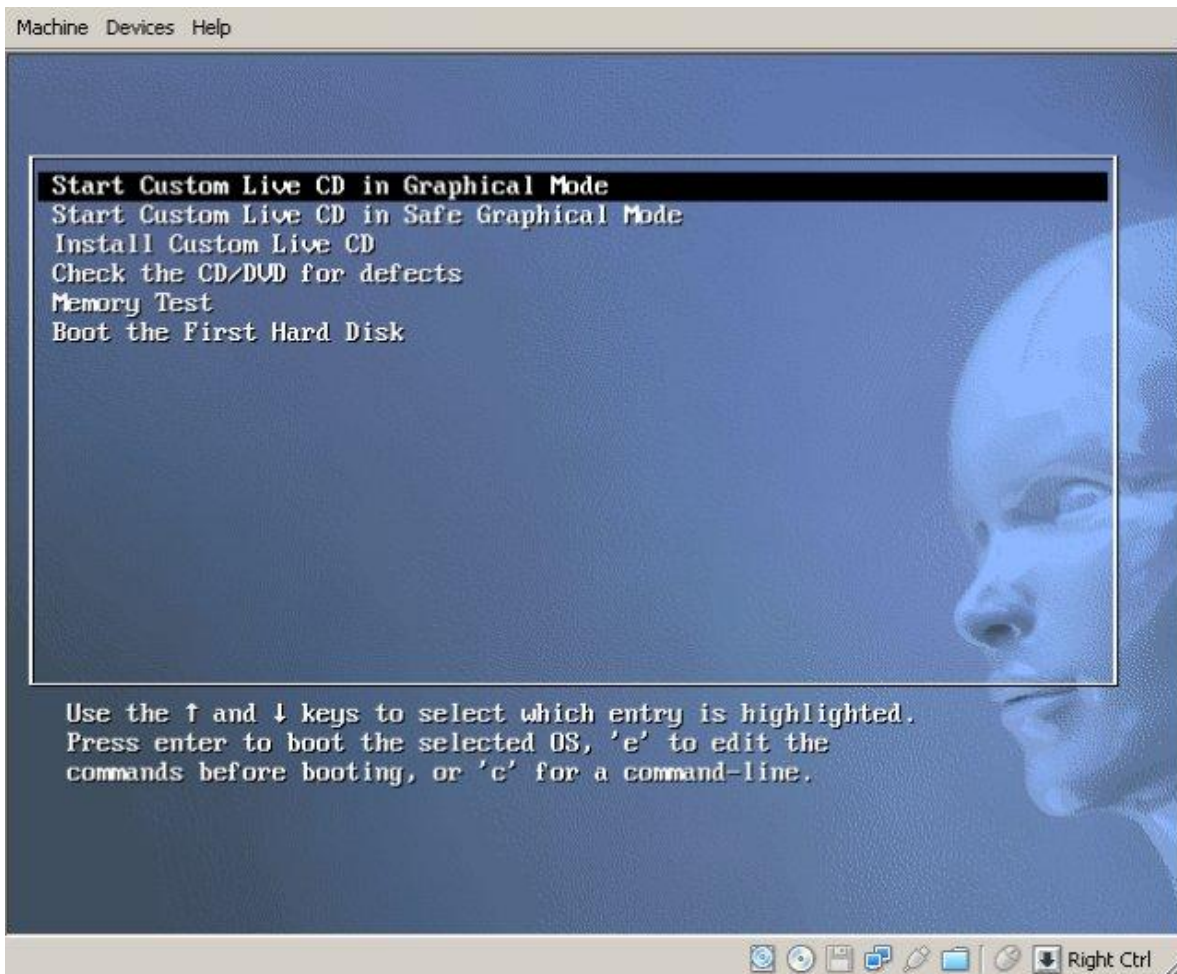 Machine Devices Help
Start Custom Live CD in Graphical Mode
Start Custom Live CD in Safe Graphical Mode
Install Custom Live CD
Check the CD/DVD for defects
Memory Test
Boot the First Hard Disk
Use the ↑ and ↓ keys to select which entry is highlighted.
Press enter to boot the selected OS, 'e' to edit the
commands before booting, or 'c' for a command-line.
Right Ctrl